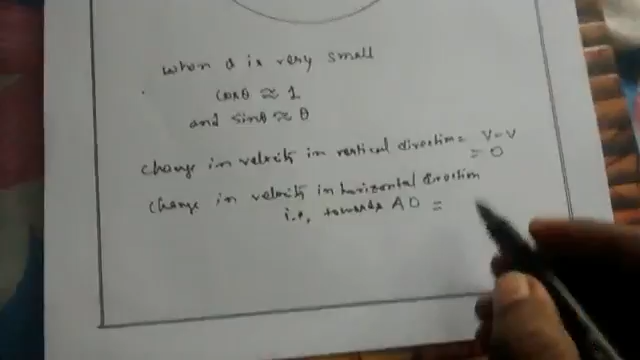 when θ is very small
cosθ ≈ 1
and sinθ ≈ θ
change in velocity in vertical direction = V-V
= 0
change in velocity in horizontal direction
i.e, towards AO =